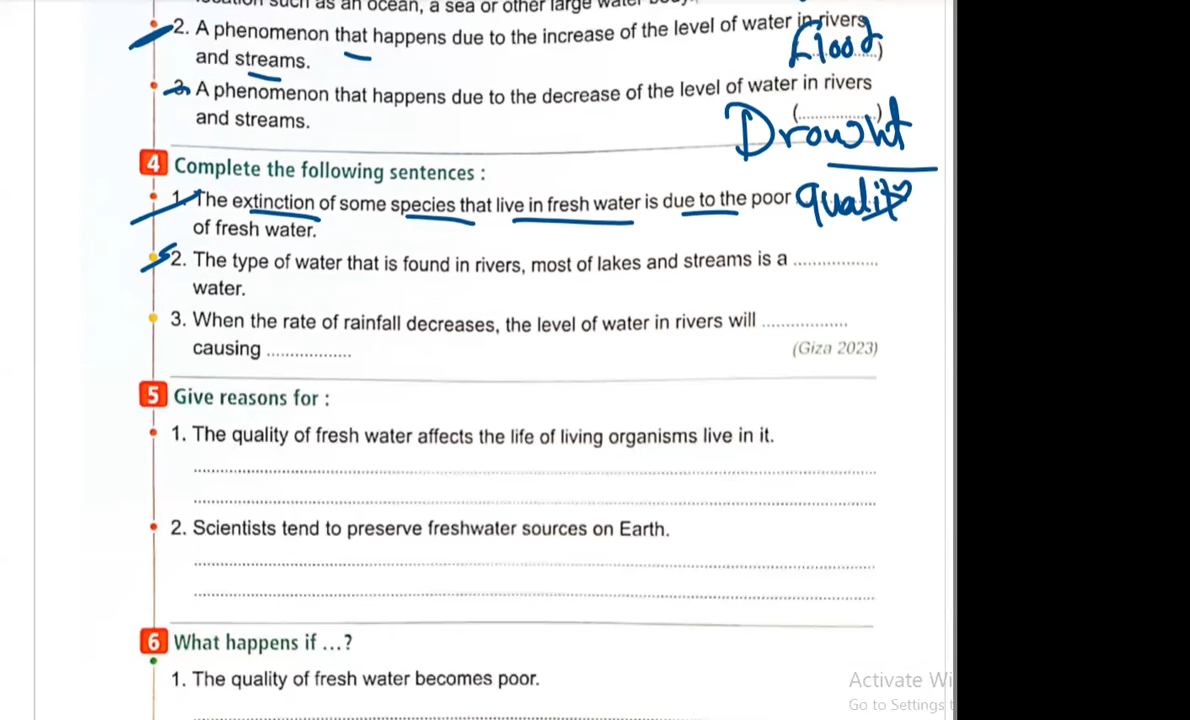 location such as an ocean, a sea or other large water body.
2. A phenomenon that happens due to the increase of the level of water in rivers
and streams. Flood)
3. A phenomenon that happens due to the decrease of the level of water in rivers
and streams. (..................)
Drowht
4 Complete the following sentences :
1. The extinction of some species that live in fresh water is due to the poor quality
of fresh water.
2. The type of water that is found in rivers, most of lakes and streams is a ..................
water.
3. When the rate of rainfall decreases, the level of water in rivers will ..................
causing .................. (Giza 2023)
5 Give reasons for :
1. The quality of fresh water affects the life of living organisms live in it.
2. Scientists tend to preserve freshwater sources on Earth.
6 What happens if ...?
1. The quality of fresh water becomes poor.
Activate Wi
Go to Settings t